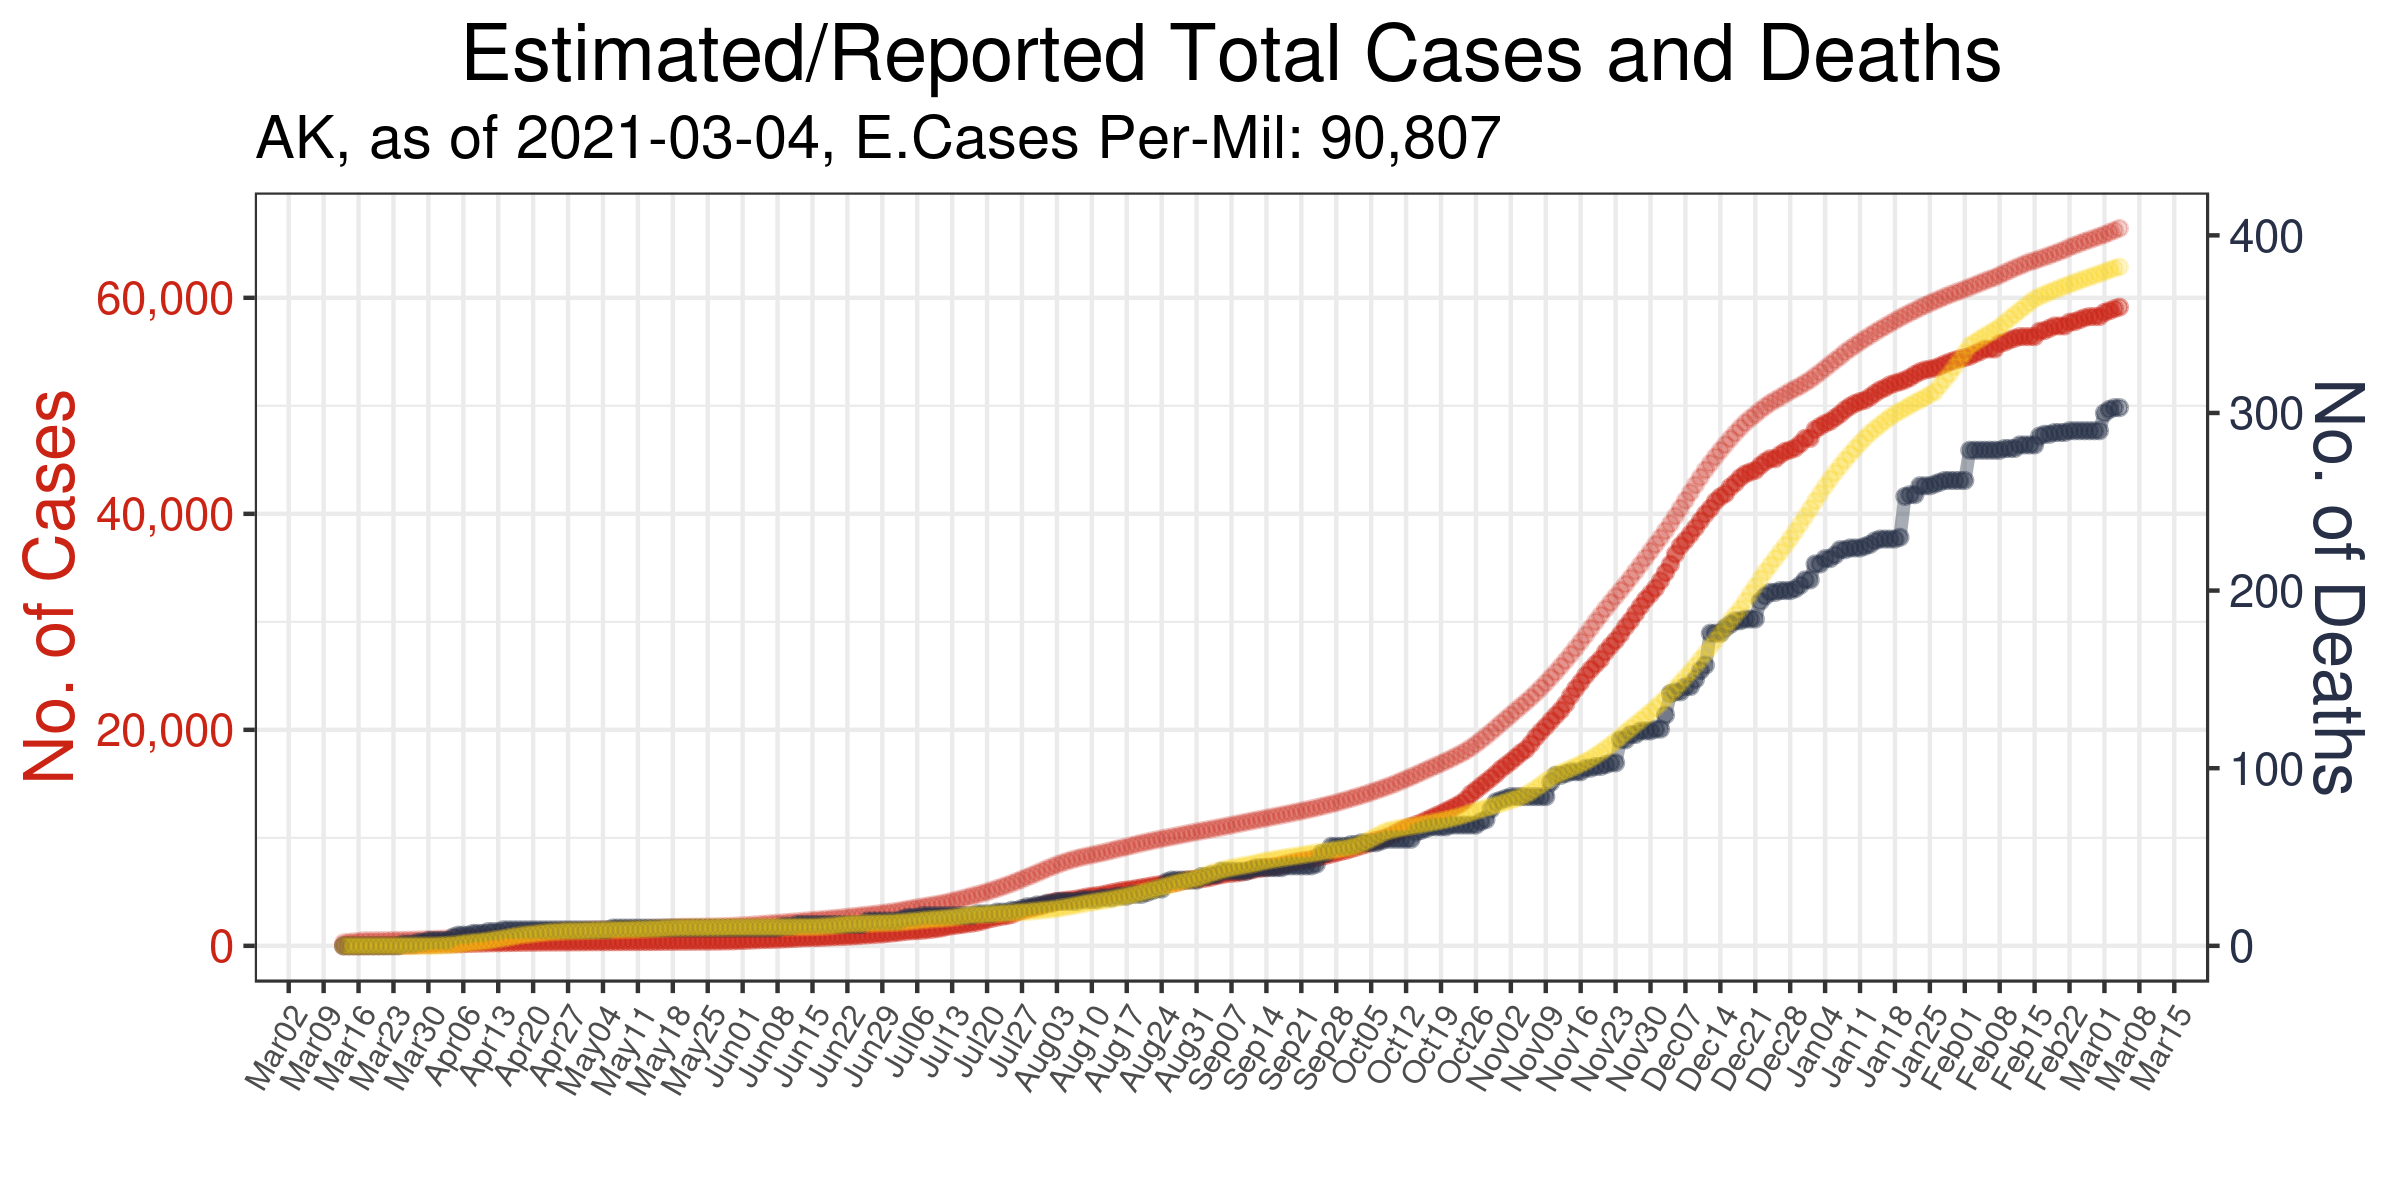 Estimated/Reported Total Cases and Deaths
AK, as of 2021-03-04, E.Cases Per-Mil: 90,807
No. of Cases
60,000
40,000
20,000
0
400
300
200
100
0
No. of Deaths
Mar02 Mar09 Mar16 Mar23 Mar30 Apr06 Apr13 Apr20 Apr27 May04 May11 May18 May25 Jun01 Jun08 Jun15 Jun22 Jun29 Jul06 Jul13 Jul20 Jul27 Aug03 Aug10 Aug17 Aug24 Aug31 Sep07 Sep14 Sep21 Sep28 Oct05 Oct12 Oct19 Oct26 Nov02 Nov09 Nov16 Nov23 Nov30 Dec07 Dec14 Dec21 Dec28 Jan04 Jan11 Jan18 Jan25 Feb01 Feb08 Feb15 Feb22 Mar01 Mar08 Mar15